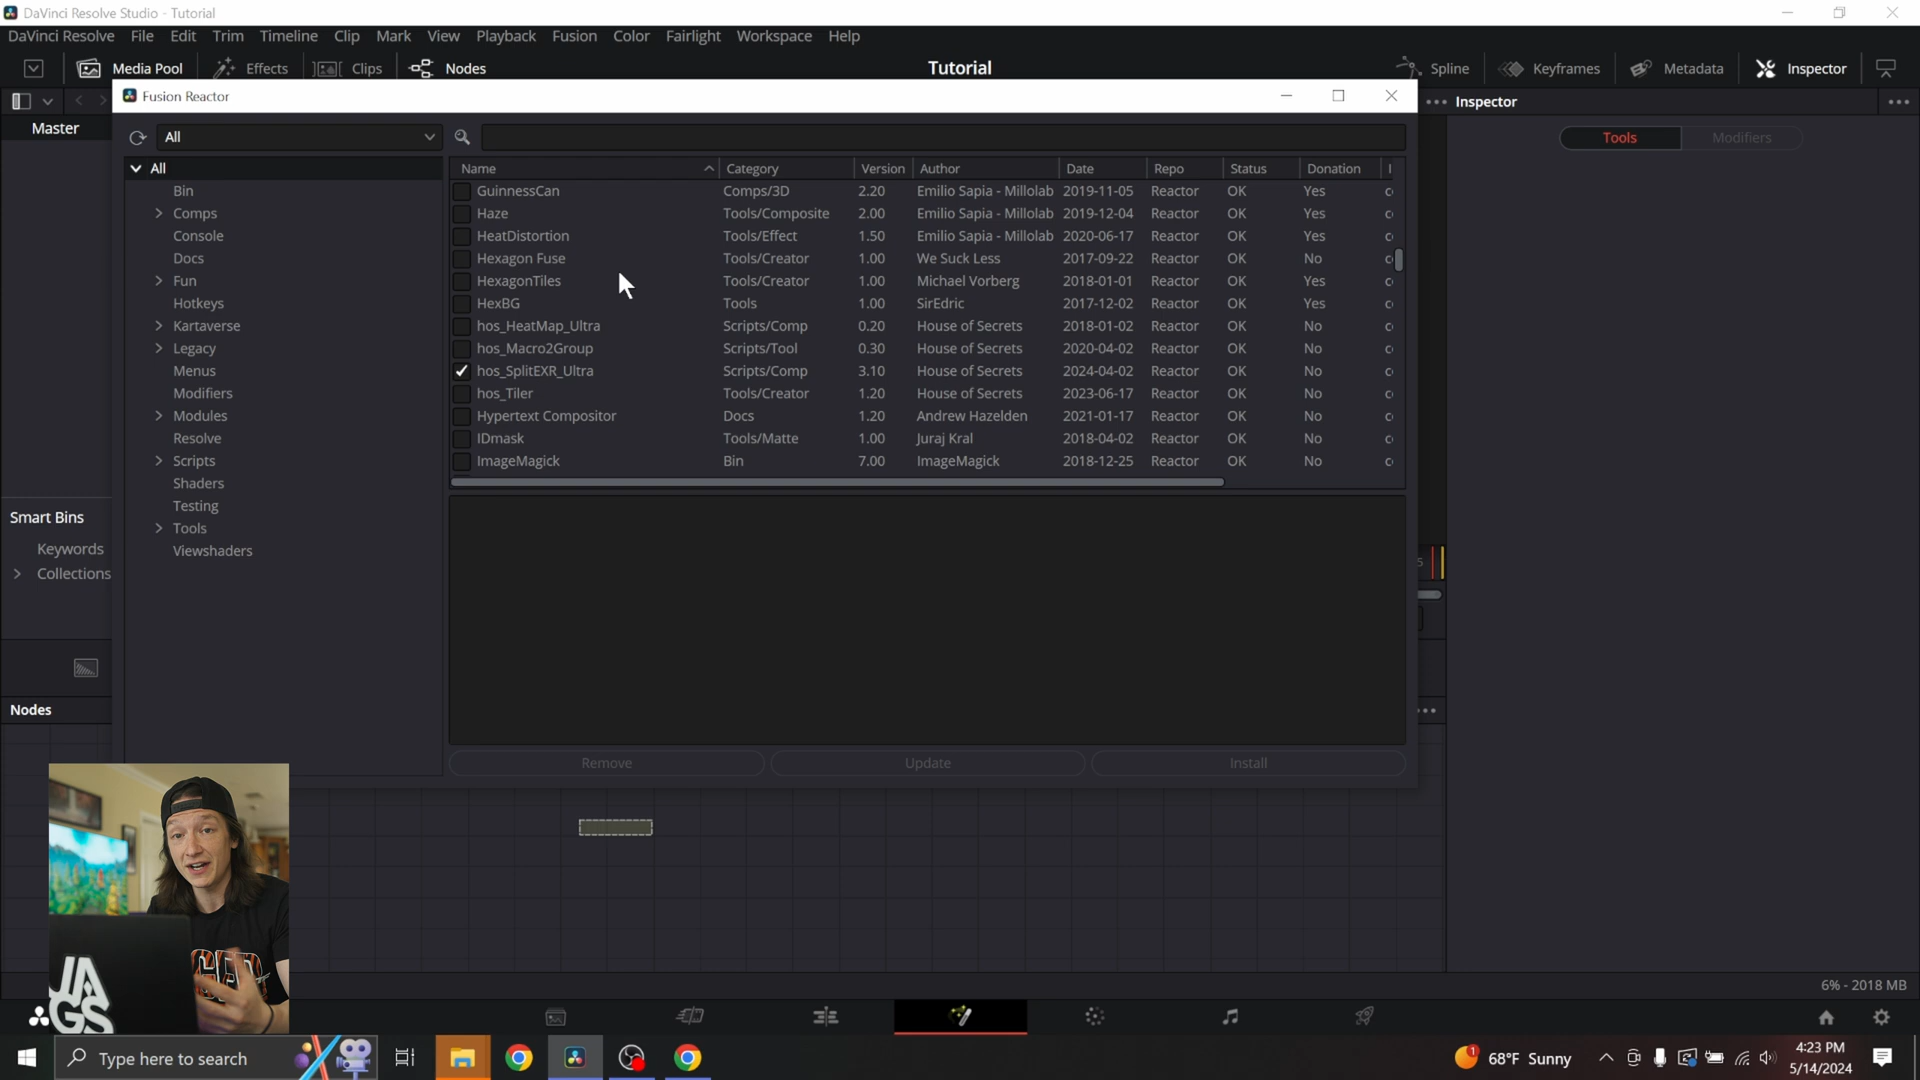 DaVinci Resolve Studio - Tutorial
DaVinci Resolve File Edit Trim Timeline Clip Mark View Playback Fusion Color Fairlight Workspace Help
Media Pool Effects Clips Nodes Tutorial Spline Keyframes Metadata Inspector
Fusion Reactor
Inspector
Master
All
Tools Modifiers
All
Bin
Comps
Console
Docs
Fun
Hotkeys
Kartaverse
Legacy
Menus
Modifiers
Modules
Resolve
Scripts
Shaders
Testing
Tools
Viewshaders
Name Category Version Author Date Repo Status Donation
GuinnessCan Comps/3D 2.20 Emilio Sapia - Millolab 2019-11-05 Reactor OK Yes
Haze Tools/Composite 2.00 Emilio Sapia - Millolab 2019-12-04 Reactor OK Yes
HeatDistortion Tools/Effect 1.50 Emilio Sapia - Millolab 2020-06-17 Reactor OK Yes
Hexagon Fuse Tools/Creator 1.00 We Suck Less 2017-09-22 Reactor OK No
HexagonTiles Tools/Creator 1.00 Michael Vorberg 2018-01-01 Reactor OK Yes
HexBG Tools 1.00 SirEdric 2017-12-02 Reactor OK Yes
hos_HeatMap_Ultra Scripts/Comp 0.20 House of Secrets 2018-01-02 Reactor OK No
hos_Macro2Group Scripts/Tool 0.30 House of Secrets 2020-04-02 Reactor OK No
hos_SplitEXR_Ultra Scripts/Comp 3.10 House of Secrets 2024-04-02 Reactor OK No
hos_Tiler Tools/Creator 1.20 House of Secrets 2023-06-17 Reactor OK No
Hypertext Compositor Docs 1.20 Andrew Hazelden 2021-01-17 Reactor OK No
IDmask Tools/Matte 1.00 Juraj Kral 2018-04-02 Reactor OK No
ImageMagick Bin 7.00 ImageMagick 2018-12-25 Reactor OK No
Smart Bins
Keywords
Collections
Nodes
Remove Update Install
JA
GS
6% - 2018 MB
Type here to search
1 68°F Sunny
4:23 PM
5/14/2024